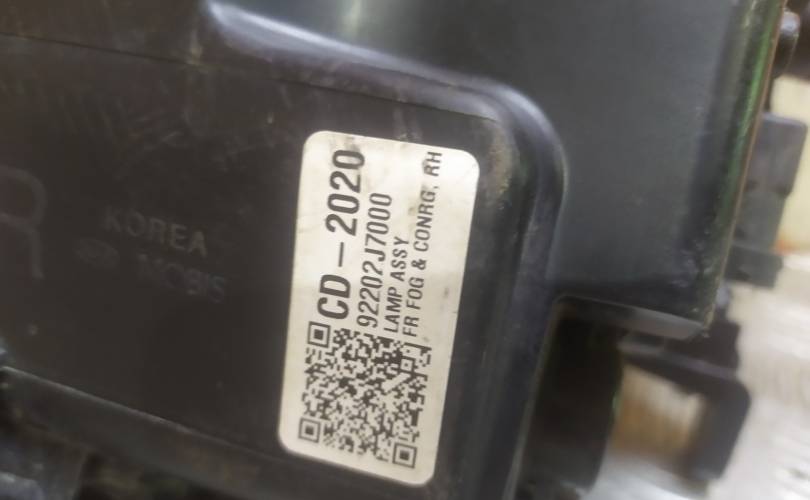 CD-2020
92202J7000
LAMP ASSY
FR FOG & CONRG, RH
R
KOREA
MOBIS